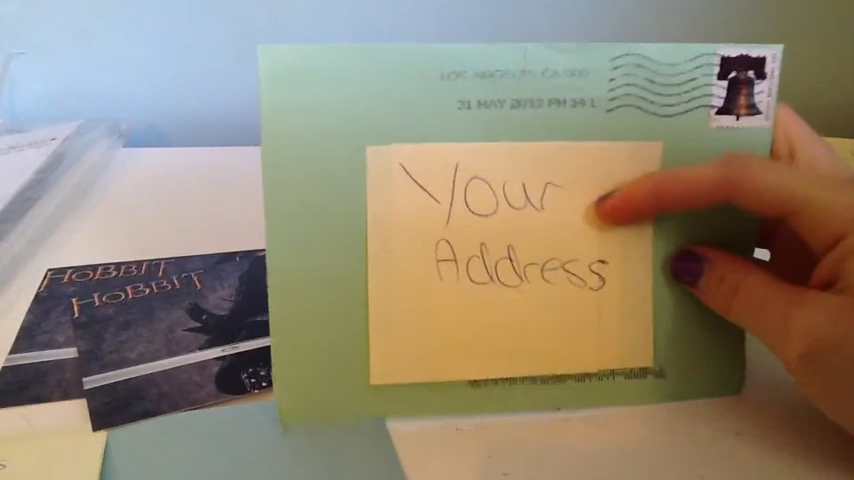 LOS ANGELES CA 900
31 MAY 2013 PM 14 L
Your
Address
HOBBIT
HOBBIT